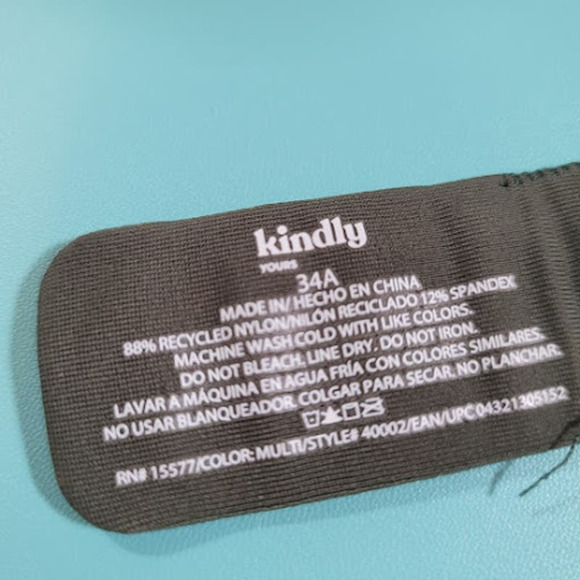 kindly
YOURS
34A
MADE IN/ HECHO EN CHINA
88% RECYCLED NYLON/NILÓN RECICLADO 12% SPANDEX
MACHINE WASH COLD WITH LIKE COLORS.
DO NOT BLEACH. LINE DRY. DO NOT IRON.
LAVAR A MÁQUINA EN AGUA FRÍA CON COLORES SIMILARES.
NO USAR BLANQUEADOR. COLGAR PARA SECAR. NO PLANCHAR.
RN# 15577/COLOR: MULTI/STYLE# 40002/EAN/UPC 04321305152